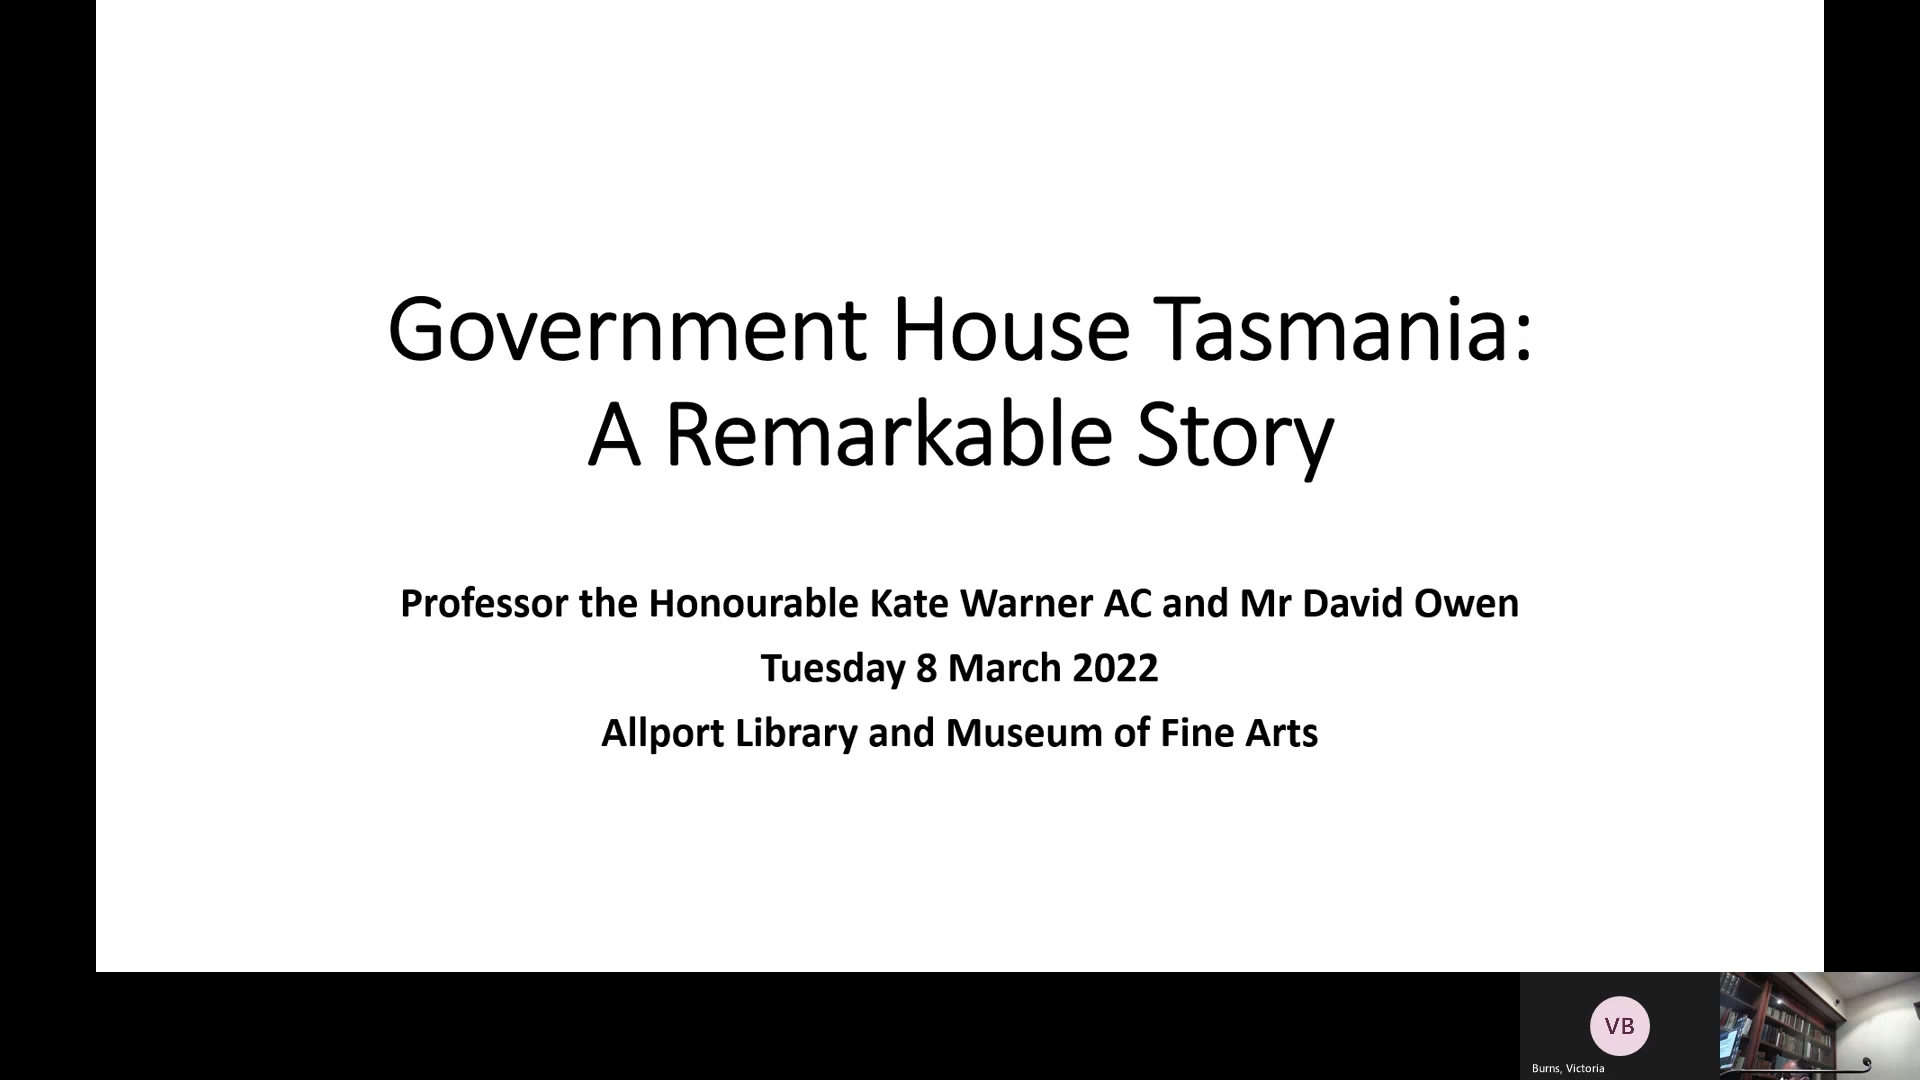 Government House Tasmania:
A Remarkable Story
Professor the Honourable Kate Warner AC and Mr David Owen
Tuesday 8 March 2022
Allport Library and Museum of Fine Arts
VB
Burns, Victoria